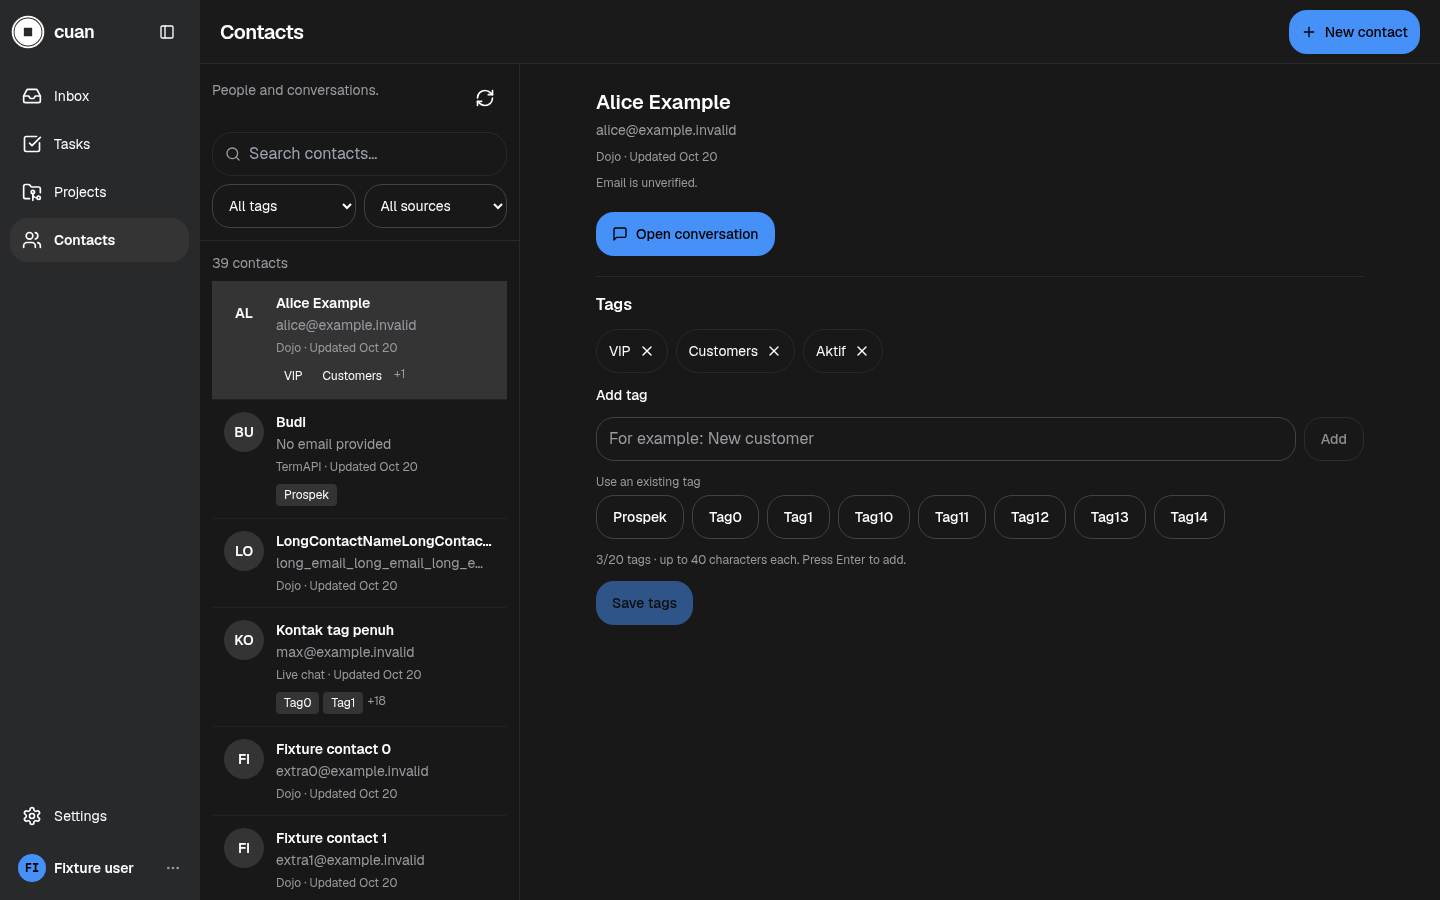 cuan
Inbox
Tasks
Projects
Contacts
Settings
FI Fixture user
Contacts
New contact
People and conversations.
Search contacts...
All tags
All sources
39 contacts
AL
Alice Example
alice@example.invalid
Dojo · Updated Oct 20
VIP Customers +1
BU
Budi
No email provided
TermAPI · Updated Oct 20
Prospek
LO
LongContactNameLongContac...
long_email_long_email_long_e...
Dojo · Updated Oct 20
KO
Kontak tag penuh
max@example.invalid
Live chat · Updated Oct 20
Tag0 Tag1 +18
FI
Fixture contact 0
extra0@example.invalid
Dojo · Updated Oct 20
FI
Fixture contact 1
extra1@example.invalid
Dojo · Updated Oct 20
Alice Example
alice@example.invalid
Dojo · Updated Oct 20
Email is unverified.
Open conversation
Tags
VIP Customers Aktif
Add tag
For example: New customer
Add
Use an existing tag
Prospek Tag0 Tag1 Tag10 Tag11 Tag12 Tag13 Tag14
3/20 tags · up to 40 characters each. Press Enter to add.
Save tags